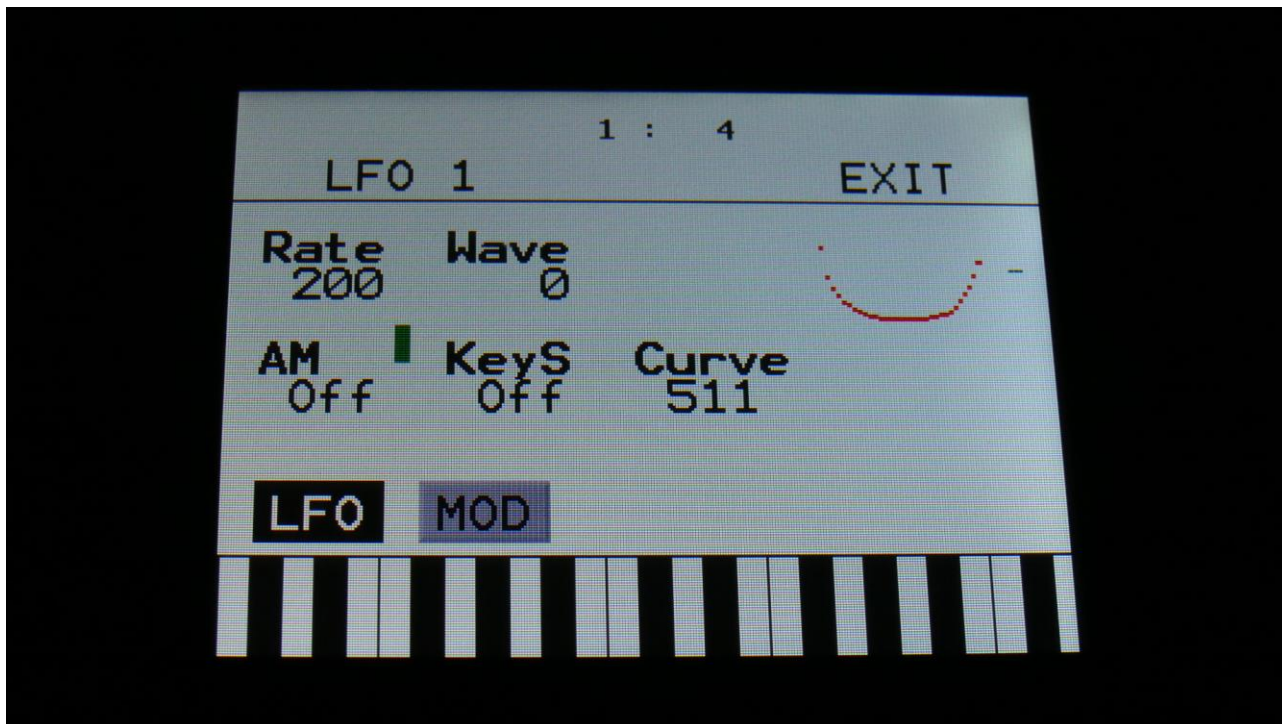 1 : 4
LFO 1 EXIT
Rate Wave
200 0
AM KeyS Curve
Off Off 511
LFO MOD